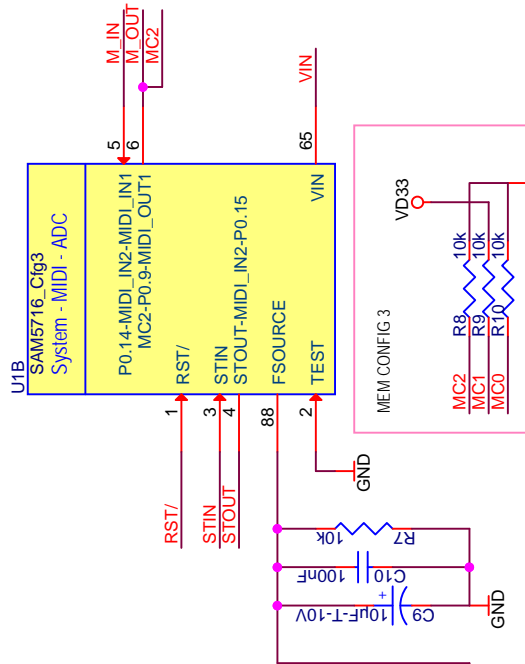 U1B
SAM5716_Cfg3
System - MIDI - ADC
P0.14-MIDI_IN2-MIDI_IN1
MC2-P0.9-MIDI_OUT1
RST/
STIN
STOUT-MIDI_IN2-P0.15
FSOURCE
TEST
VIN
5
6
65
1
3
4
88
2
M_IN
M_OUT
MC2
VIN
RST/
STIN
STOUT
GND
10k
R7
100nF
C10
10µF-T-10V
C9
+
GND
MEM CONFIG 3
VD33
MC2
R8
10k
MC1
R9
10k
MC0
R10
10k